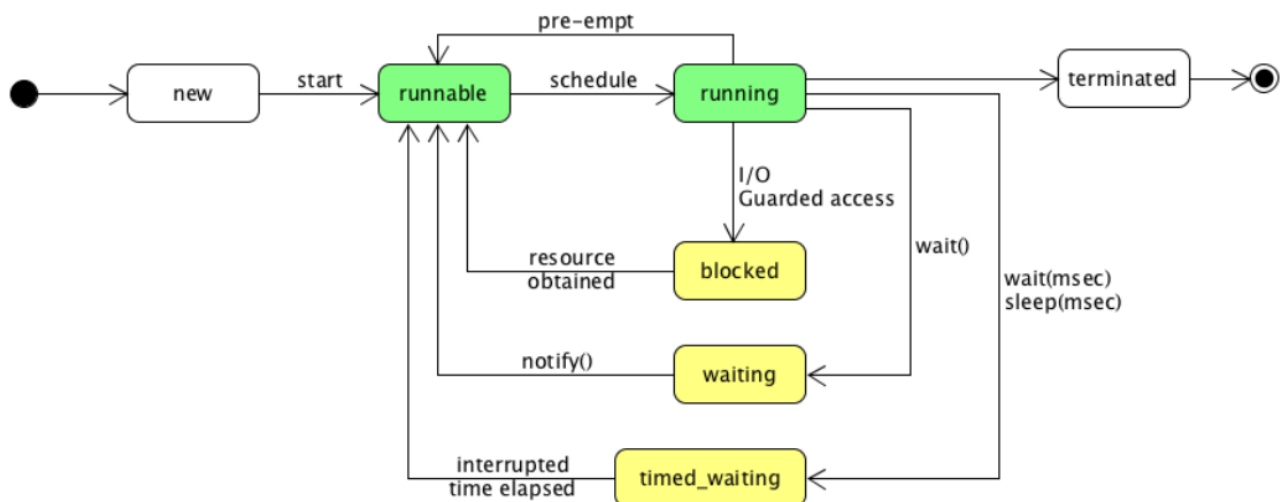 pre-empt
new
start
runnable
schedule
running
terminated
I/O
Guarded access
wait()
resource
obtained
blocked
wait(msec)
sleep(msec)
notify()
waiting
interrupted
time elapsed
timed_waiting